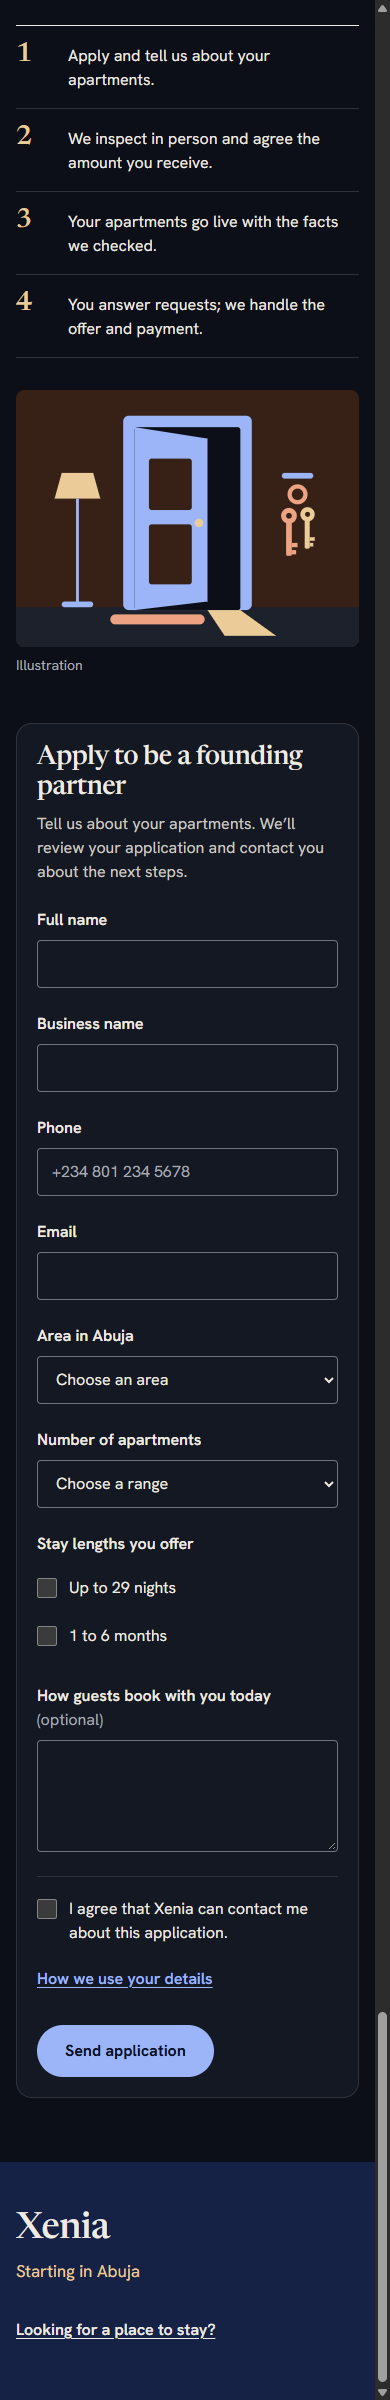 1
Apply and tell us about your
apartments.
2
We inspect in person and agree the
amount you receive.
3
Your apartments go live with the facts
we checked.
4
You answer requests; we handle the
offer and payment.
Illustration
Apply to be a founding
partner
Tell us about your apartments. We’ll
review your application and contact you
about the next steps.
Full name
Business name
Phone
+234 801 234 5678
Email
Area in Abuja
Choose an area
Number of apartments
Choose a range
Stay lengths you offer
Up to 29 nights
1 to 6 months
How guests book with you today
(optional)
I agree that Xenia can contact me
about this application.
How we use your details
Send application
Xenia
Starting in Abuja
Looking for a place to stay?